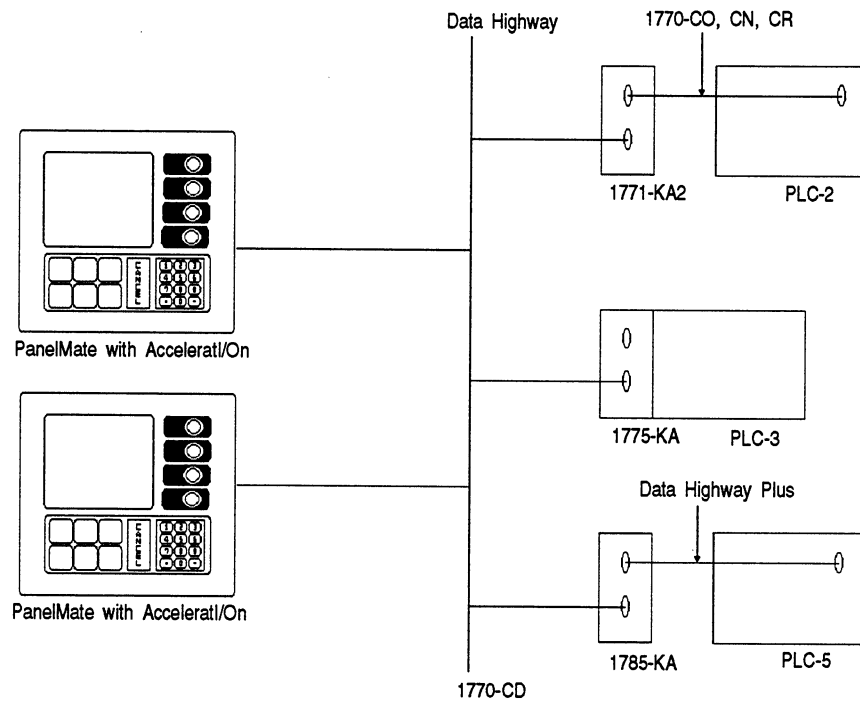 Data Highway
1770-CO, CN, CR
1771-KA2
PLC-2
PanelMate with AcceleratI/On
1775-KA
PLC-3
Data Highway Plus
PanelMate with AcceleratI/On
1785-KA
PLC-5
1770-CD